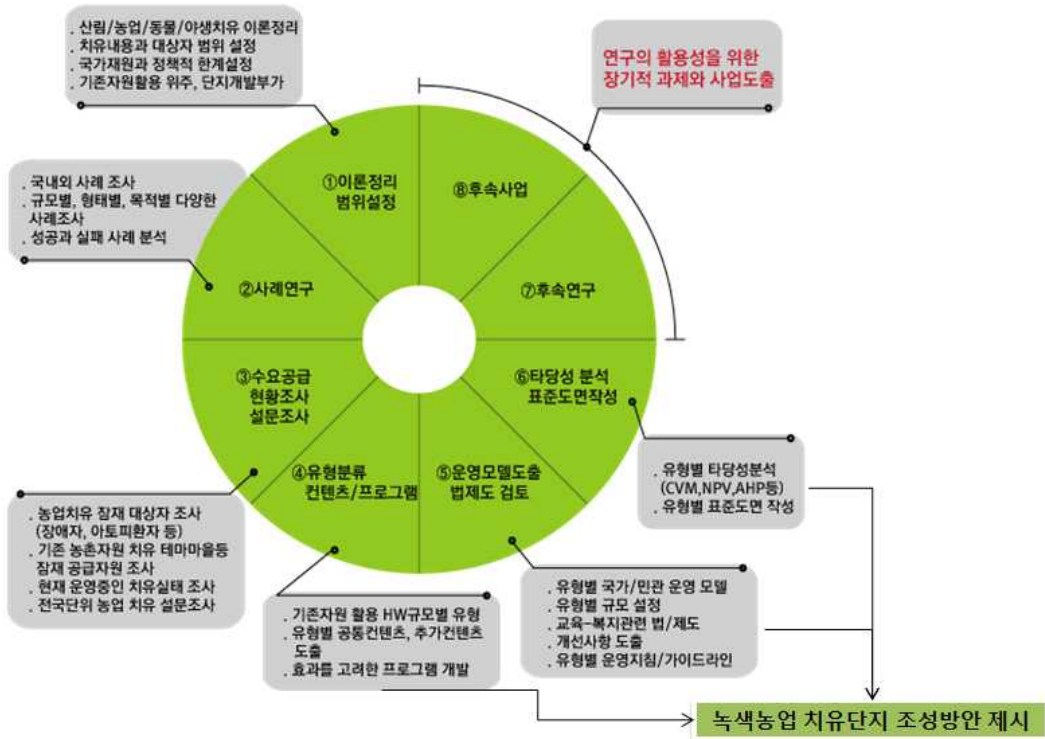 . 산림/농업/동물/야생치유 이론정리
. 치유내용과 대상자 범위 설정
. 국가재원과 정책적 한계설정
. 기존자원활용 위주, 단지개발부가
연구의 활용성을 위한
장기적 과제와 사업도출
. 국내외 사례 조사
. 규모별, 형태별, 목적별 다양한
사례조사
. 성공과 실패 사례 분석
①이론정리
범위설정
⑧후속사업
②사례연구
⑦후속연구
③수요공급
현황조사
설문조사
⑥타당성 분석
표준도면작성
④유형분류
컨텐츠/프로그램
⑤운영모델도출
법제도 검토
. 유형별 타당성분석
(CVM,NPV,AHP등)
. 유형별 표준도면 작성
. 농업치유 잠재 대상자 조사
(장애자, 아토피환자 등)
. 기존 농촌자원 치유 테마마을등
잠재 공급자원 조사
. 현재 운영중인 치유실태 조사
. 전국단위 농업 치유 설문조사
. 기존자원 활용 HW규모별 유형
. 유형별 공통컨텐츠, 추가컨텐츠
도출
. 효과를 고려한 프로그램 개발
. 유형별 국가/민관 운영 모델
. 유형별 규모 설정
. 교육-복지관련 법/제도
. 개선사항 도출
. 유형별 운영지침/가이드라인
녹색농업 치유단지 조성방안 제시